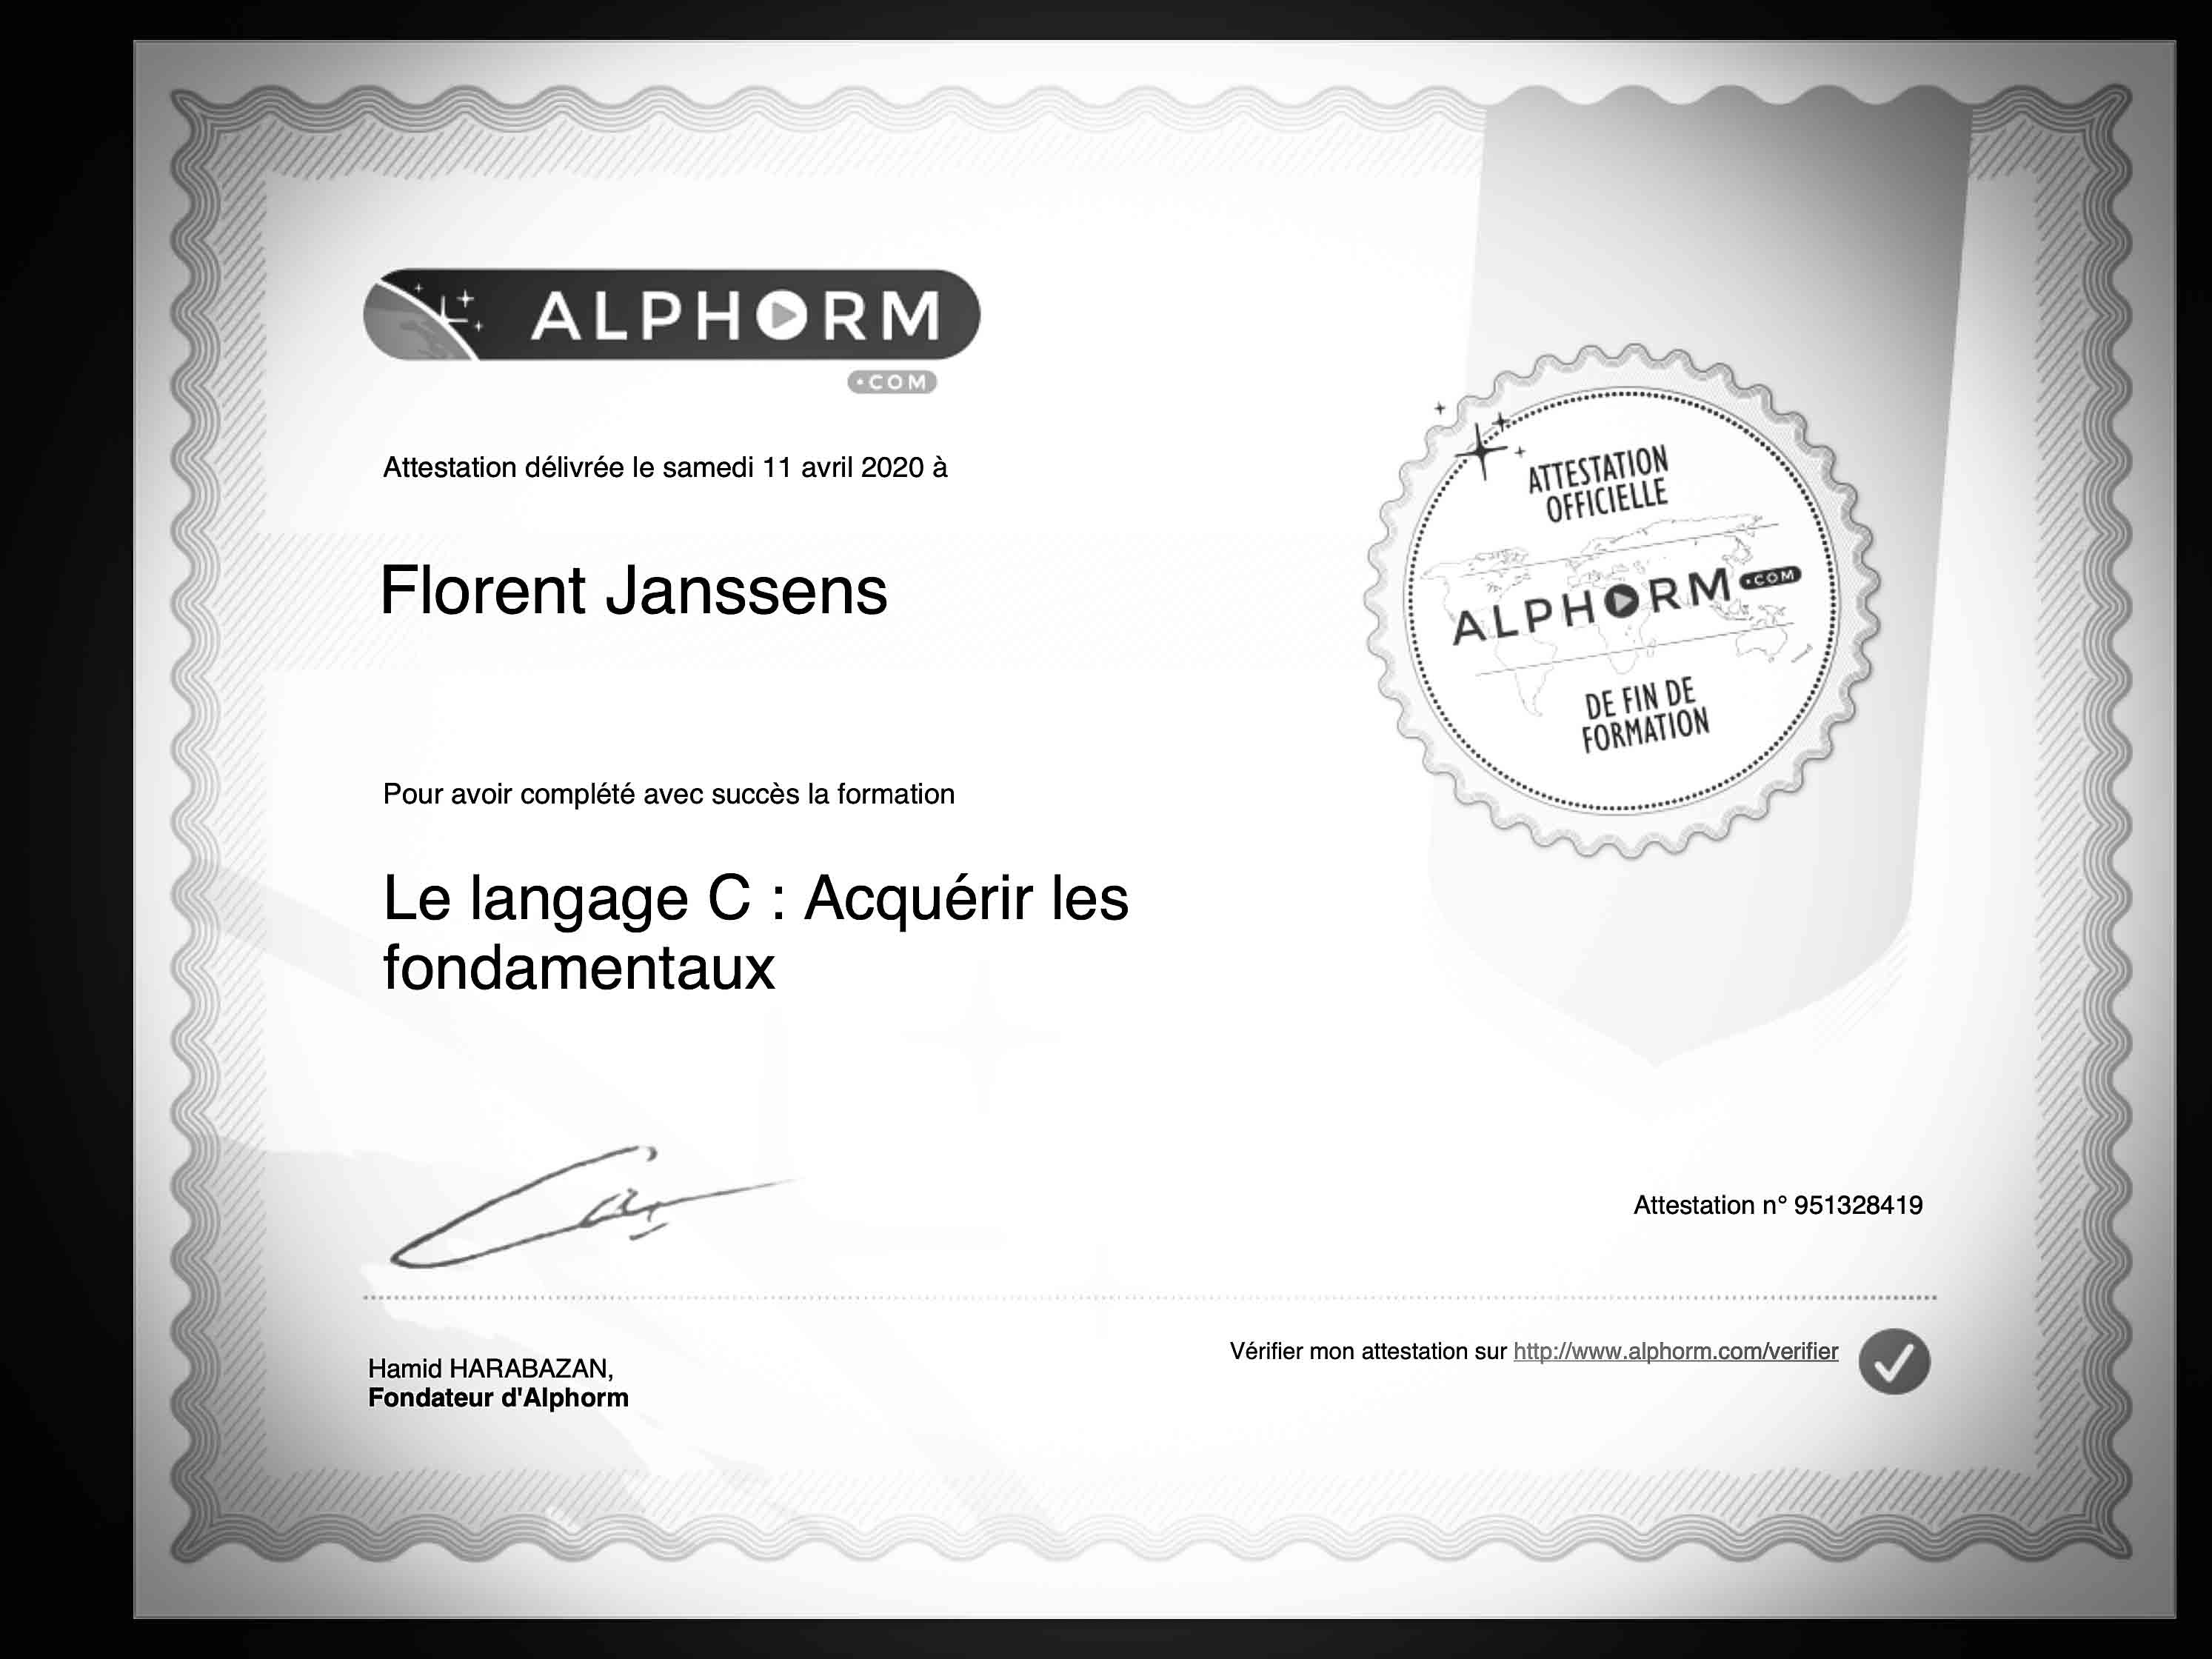 ALPHORM
.COM
Attestation délivrée le samedi 11 avril 2020 à
Florent Janssens
Pour avoir complété avec succès la formation
Le langage C : Acquérir les
fondamentaux
ATTESTATION
OFFICIELLE
ALPHORM .COM
DE FIN DE
FORMATION
Attestation n° 951328419
Vérifier mon attestation sur http://www.alphorm.com/verifier
Hamid HARABAZAN,
Fondateur d'Alphorm